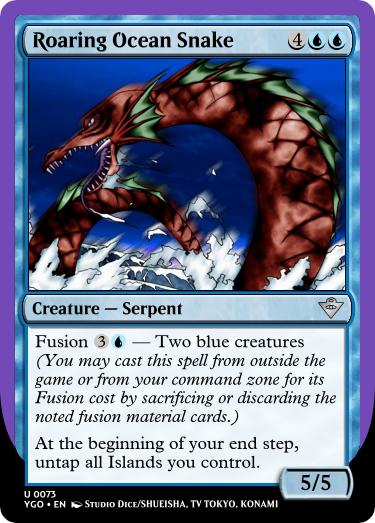 Roaring Ocean Snake 4
Creature — Serpent
Fusion 3 — Two blue creatures
(You may cast this spell from outside the
game or from your command zone for its
Fusion cost by sacrificing or discarding the
noted fusion material cards.)
At the beginning of your end step,
untap all Islands you control.
5/5
U 0073
YGO • EN Studio Dice/SHUEISHA, TV TOKYO, KONAMI